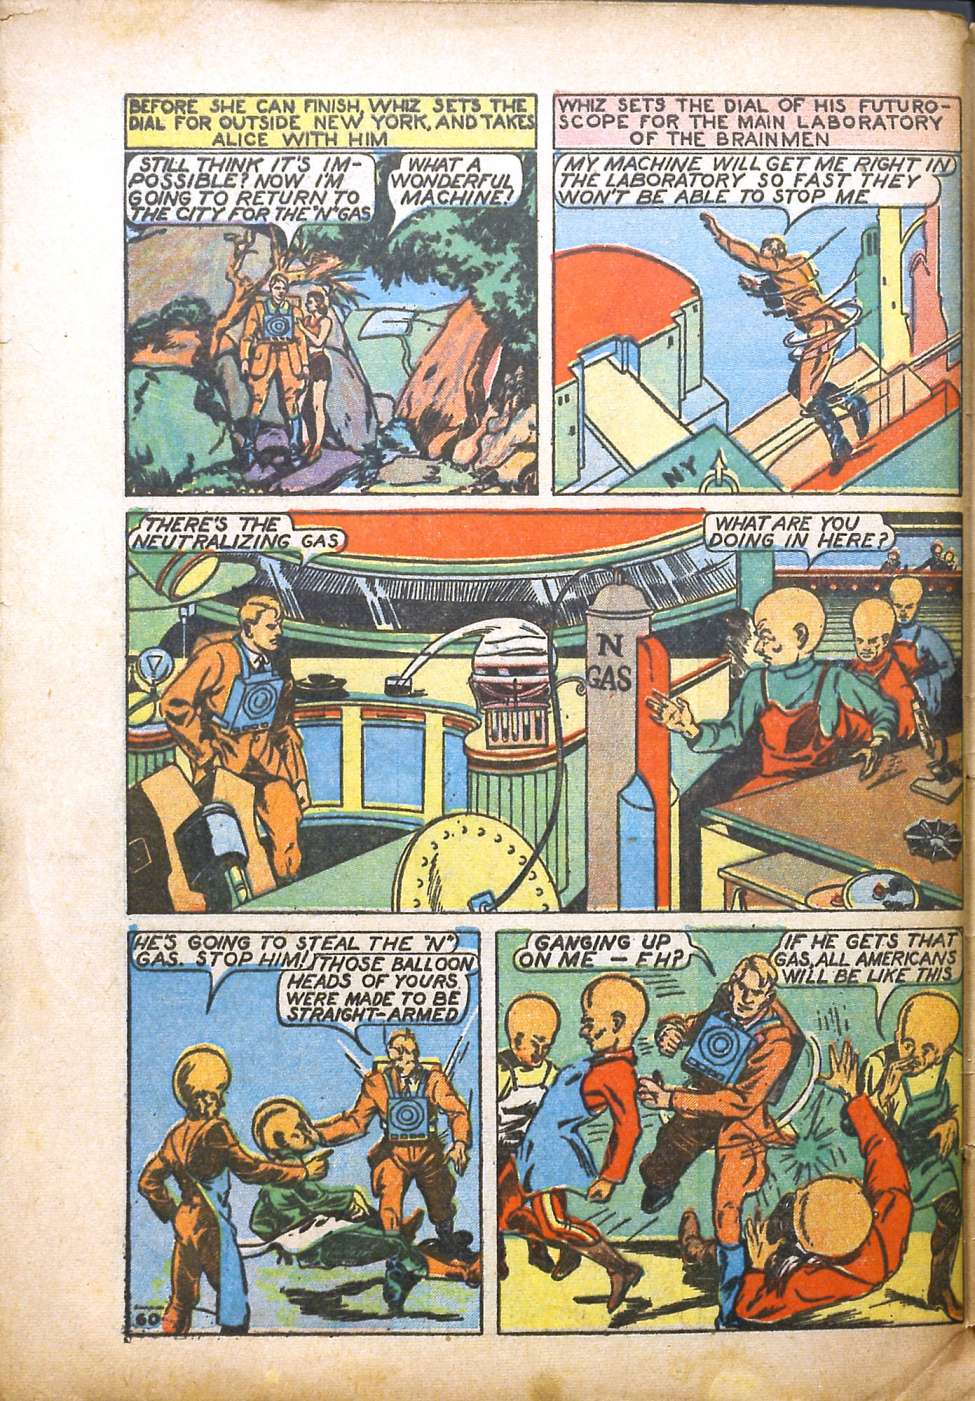 BEFORE SHE CAN FINISH, WHIZ SETS THE
DIAL FOR OUTSIDE NEW YORK, AND TAKES
ALICE WITH HIM
STILL THINK IT'S IM-
POSSIBLE? NOW I'M
GOING TO RETURN TO
THE CITY FOR THE "N" GAS
WHAT A
WONDERFUL
MACHINE!
WHIZ SETS THE DIAL OF HIS FUTURO-
SCOPE FOR THE MAIN LABORATORY
OF THE BRAINMEN
MY MACHINE WILL GET ME RIGHT IN
THE LABORATORY SO FAST THEY
WON'T BE ABLE TO STOP ME
NY
THERE'S THE
NEUTRALIZING GAS
WHAT ARE YOU
DOING IN HERE?
N
GAS
HE'S GOING TO STEAL THE "N"
GAS. STOP HIM!
THOSE BALLOON
HEADS OF YOURS
WERE MADE TO BE
STRAIGHT-ARMED
60
GANGING UP
ON ME - EH?
IF HE GETS THAT
GAS, ALL AMERICANS
WILL BE LIKE THIS